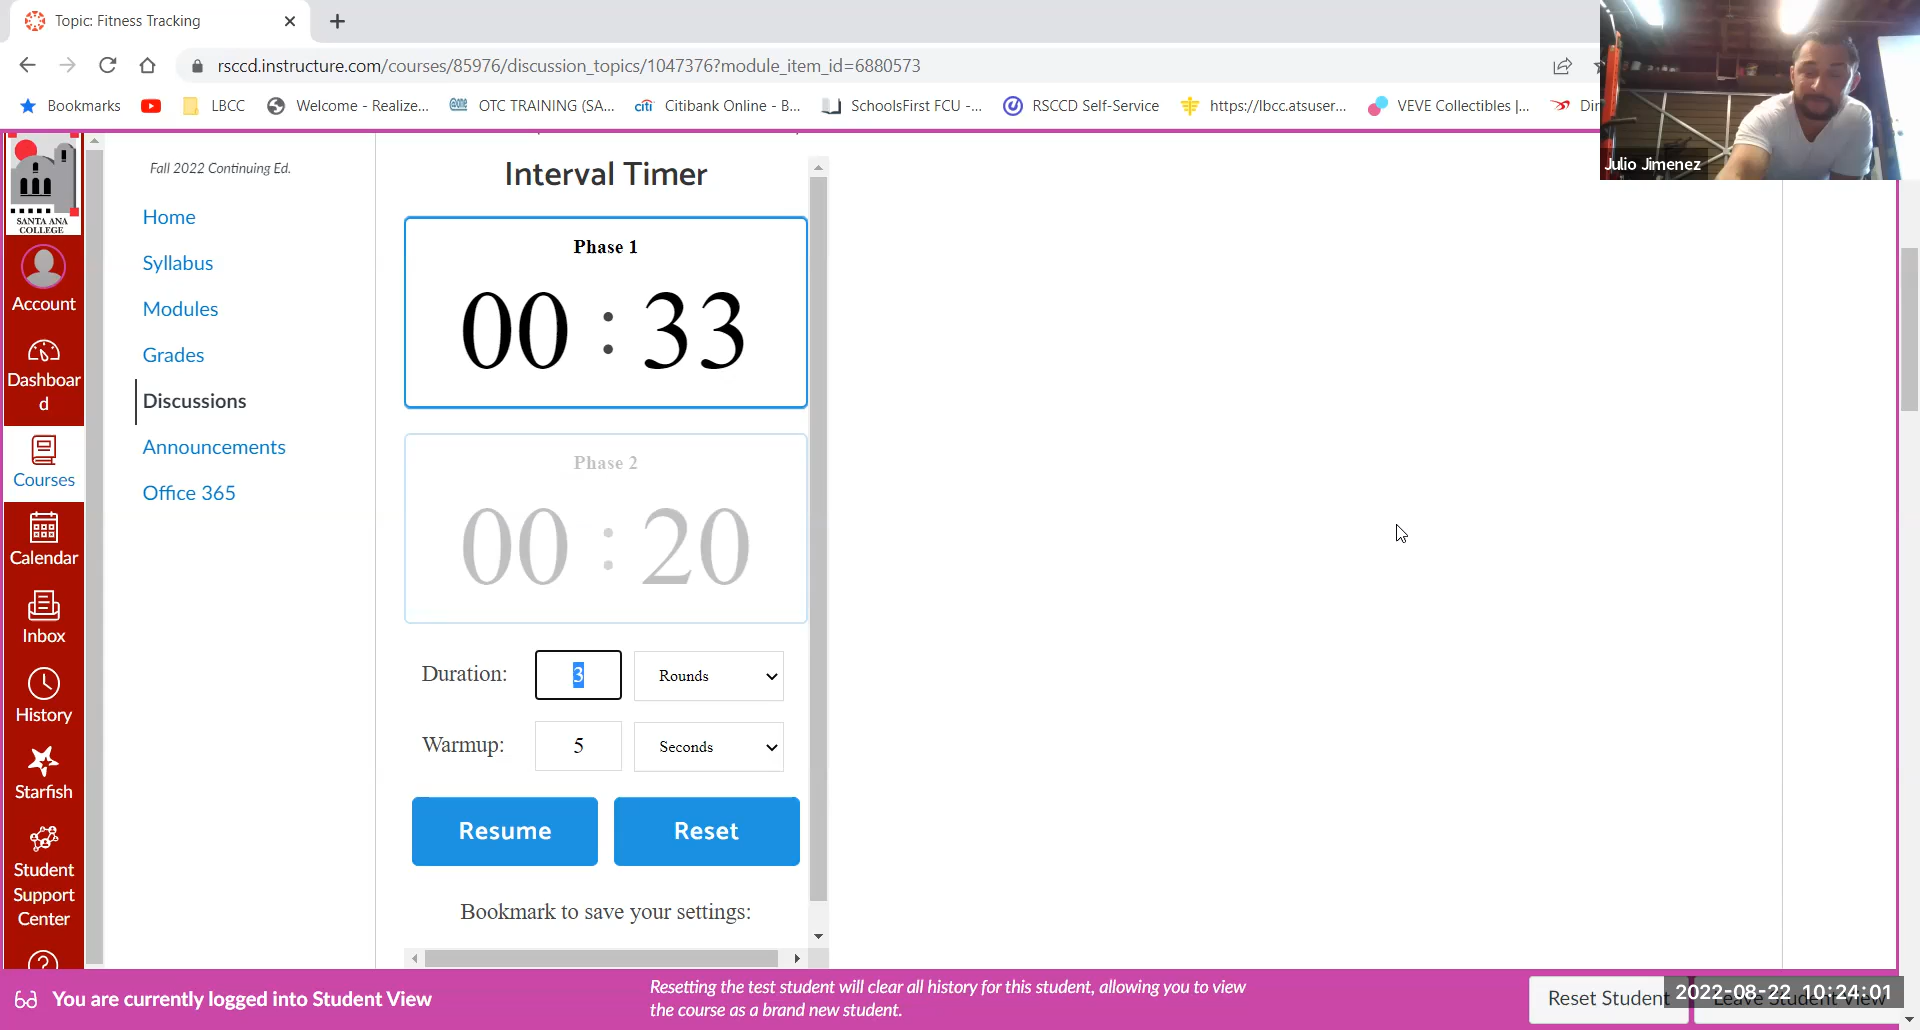 Topic: Fitness Tracking
rsccd.instructure.com/courses/85976/discussion_topics/1047376?module_item_id=6880573
Bookmarks LBCC Welcome - Realize... OTC TRAINING (SA... citi Citibank Online - B... SchoolsFirst FCU -... RSCCD Self-Service https://lbcc.atsuser... VEVE Collectibles |... Dir
Julio Jimenez
SANTA ANA
COLLEGE
Account
Dashboar
d
Courses
Calendar
Inbox
History
Starfish
Student
Support
Center
Fall 2022 Continuing Ed.
Home
Syllabus
Modules
Grades
Discussions
Announcements
Office 365
Interval Timer
Phase 1
00 : 33
Phase 2
00 : 20
Duration: 3 Rounds
Warmup: 5 Seconds
Resume Reset
Bookmark to save your settings:
You are currently logged into Student View
Resetting the test student will clear all history for this student, allowing you to view
the course as a brand new student.
Reset Student
Leave Student View
2022-08-22 10:24:01